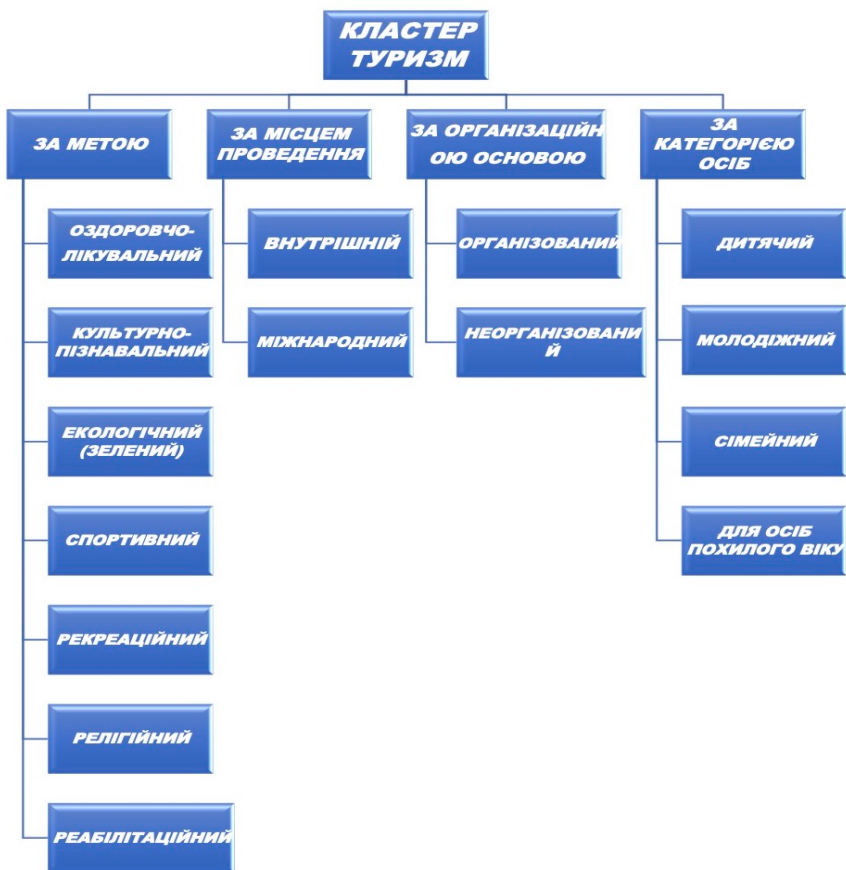 КЛАСТЕР
ТУРИЗМ
ЗА МЕТОЮ
ОЗДОРОВЧО-
ЛІКУВАЛЬНИЙ
КУЛЬТУРНО-
ПІЗНАВАЛЬНИЙ
ЕКОЛОГІЧНИЙ
(ЗЕЛЕНИЙ)
СПОРТИВНИЙ
РЕКРЕАЦІЙНИЙ
РЕЛІГІЙНИЙ
РЕАБІЛІТАЦІЙНИЙ
ЗА МІСЦЕМ
ПРОВЕДЕННЯ
ВНУТРІШНІЙ
МІЖНАРОДНИЙ
ЗА ОРГАНІЗАЦІЙН
ОЮ ОСНОВОЮ
ОРГАНІЗОВАНИЙ
НЕОРГАНІЗОВАНИ
Й
ЗА
КАТЕГОРІЄЮ
ОСІБ
ДИТЯЧИЙ
МОЛОДІЖНИЙ
СІМЕЙНИЙ
ДЛЯ ОСІБ
ПОХИЛОГО ВІКУ